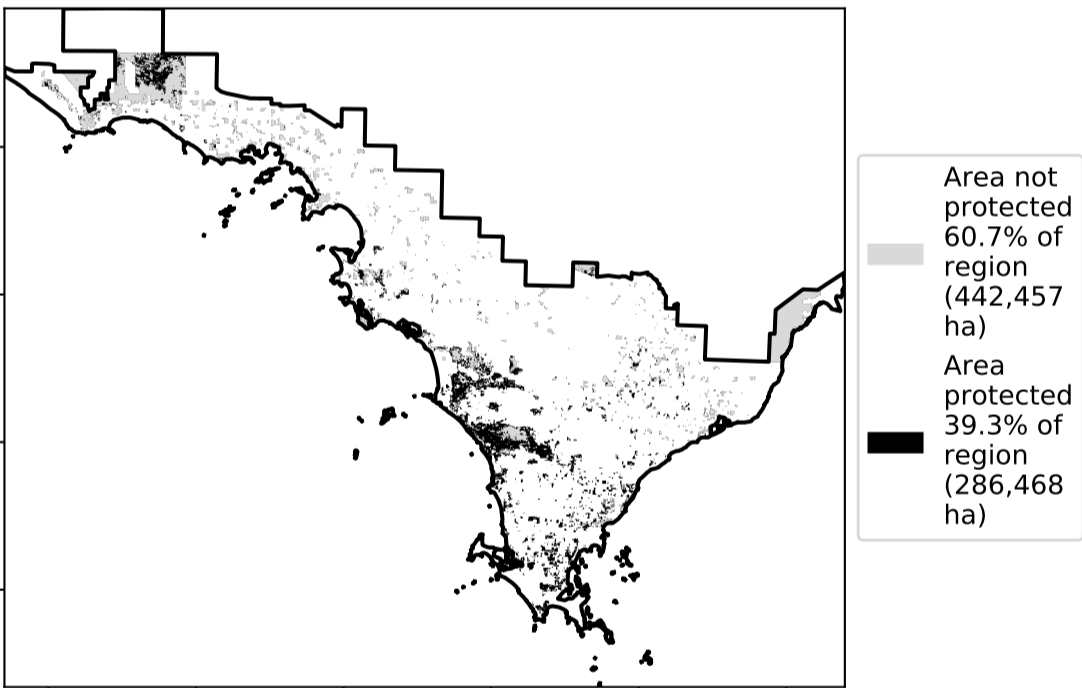 Area not
protected
60.7% of
region
(442,457
ha)
Area
protected
39.3% of
region
(286,468
ha)